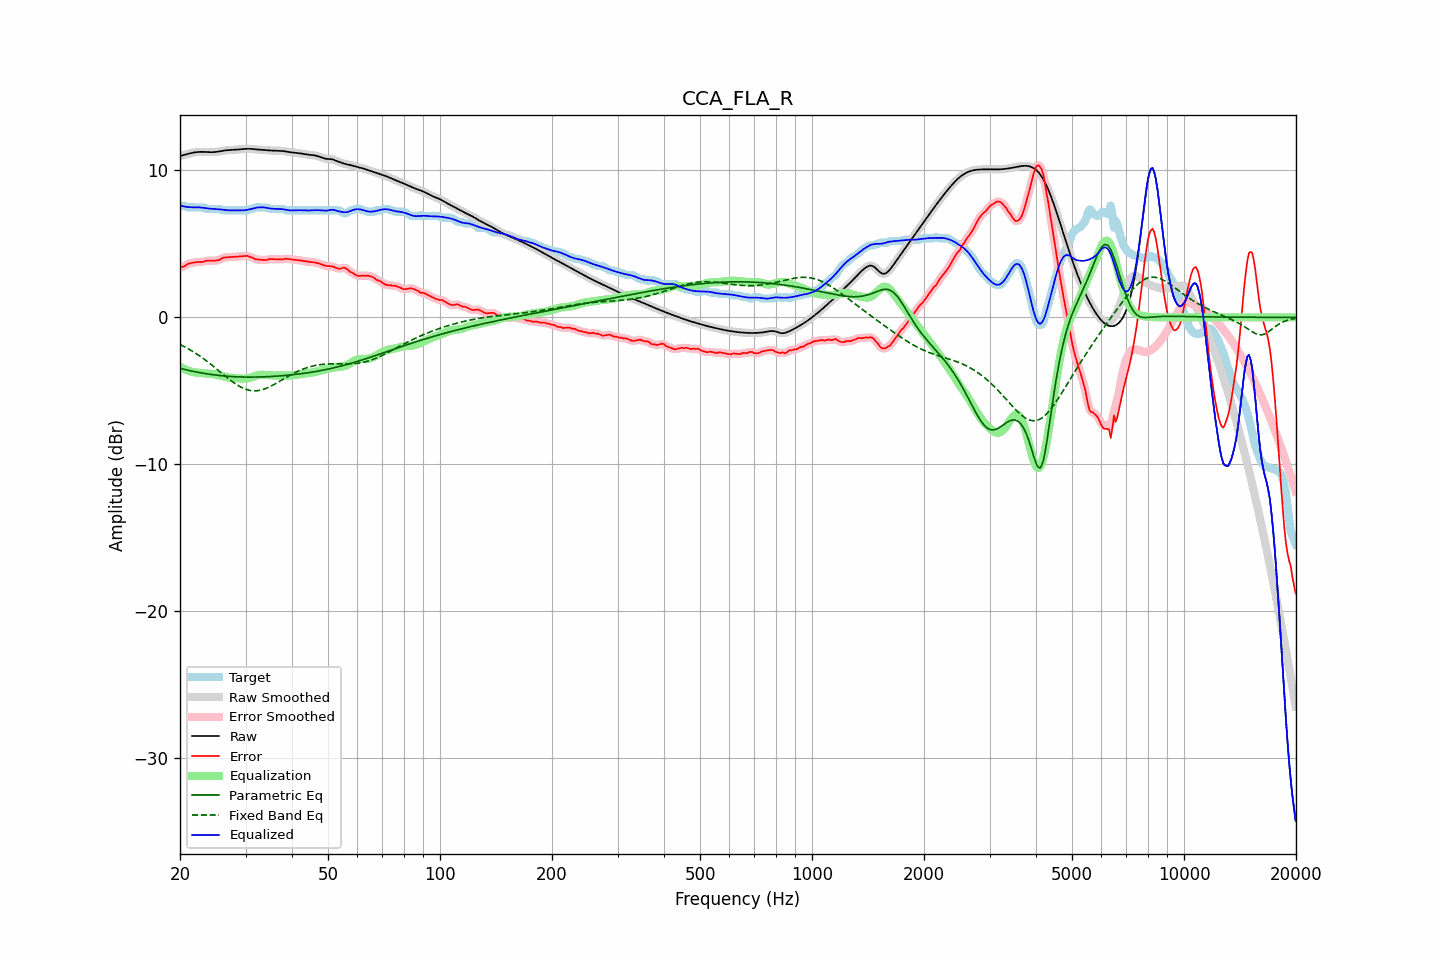 CCA_FLA_R
10
0
−10
−20
−30
Amplitude (dBr)
Target
Raw Smoothed
Error Smoothed
Raw
Error
Equalization
Parametric Eq
Fixed Band Eq
Equalized
20 50 100 200 500 1000 2000 5000 10000 20000
Frequency (Hz)